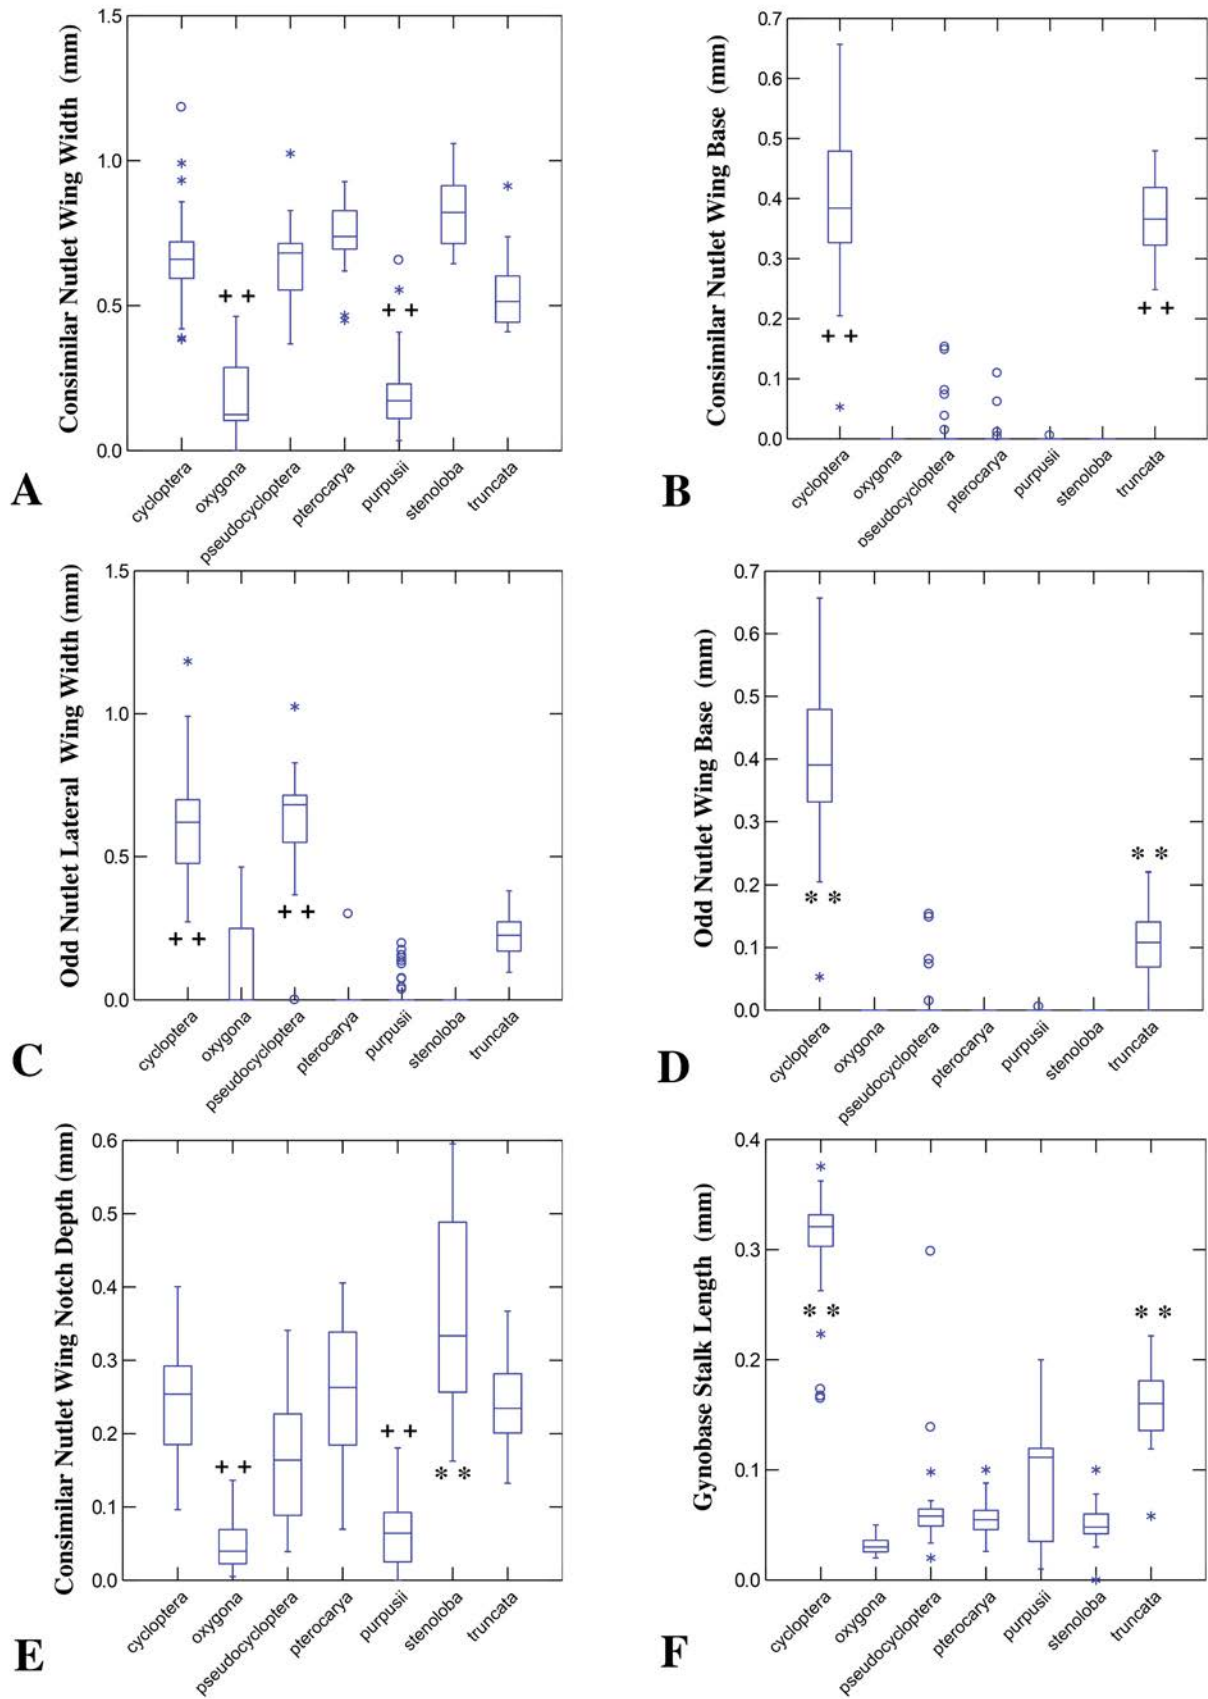 Consimilar Nutlet Wing Width (mm)
1.5
1.0
0.5
0.0
+ +
+ +
cycloptera
oxygona
pseudocycloptera
pterocarya
purpusii
stenoloba
truncata
A
Consimilar Nutlet Wing Base (mm)
0.7
0.6
0.5
0.4
0.3
0.2
0.1
0.0
+ +
+ +
cycloptera
oxygona
pseudocycloptera
pterocarya
purpusii
stenoloba
truncata
B
Odd Nutlet Lateral Wing Width (mm)
1.5
1.0
0.5
0.0
+ +
+ +
cycloptera
oxygona
pseudocycloptera
pterocarya
purpusii
stenoloba
truncata
C
Odd Nutlet Wing Base (mm)
0.7
0.6
0.5
0.4
0.3
0.2
0.1
0.0
* *
* *
cycloptera
oxygona
pseudocycloptera
pterocarya
purpusii
stenoloba
truncata
D
Consimilar Nutlet Wing Notch Depth (mm)
0.6
0.5
0.4
0.3
0.2
0.1
0.0
+ +
+ +
* *
cycloptera
oxygona
pseudocycloptera
pterocarya
purpusii
stenoloba
truncata
E
Gynobase Stalk Length (mm)
0.4
0.3
0.2
0.1
0.0
* *
* *
cycloptera
oxygona
pseudocycloptera
pterocarya
purpusii
stenoloba
truncata
F